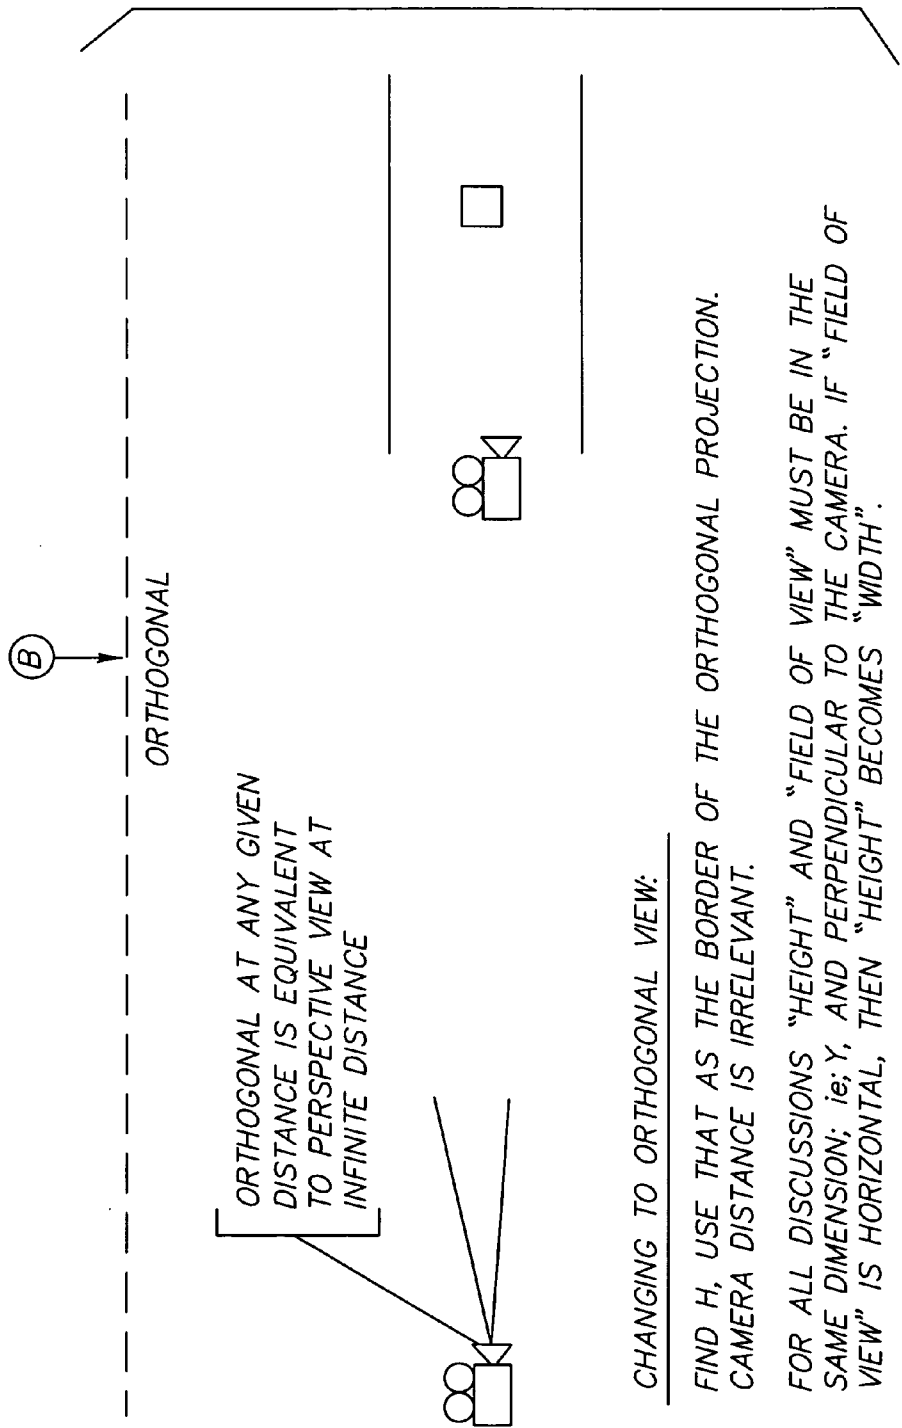 B
ORTHOGONAL
ORTHOGONAL AT ANY GIVEN
DISTANCE IS EQUIVALENT
TO PERSPECTIVE VIEW AT
INFINITE DISTANCE
CHANGING TO ORTHOGONAL VIEW:
FIND H, USE THAT AS THE BORDER OF THE ORTHOGONAL PROJECTION.
CAMERA DISTANCE IS IRRELEVANT.
FOR ALL DISCUSSIONS "HEIGHT" AND "FIELD OF VIEW" MUST BE IN THE
SAME DIMENSION; ie; Y, AND PERPENDICULAR TO THE CAMERA. IF "FIELD OF
VIEW" IS HORIZONTAL, THEN "HEIGHT" BECOMES "WIDTH".